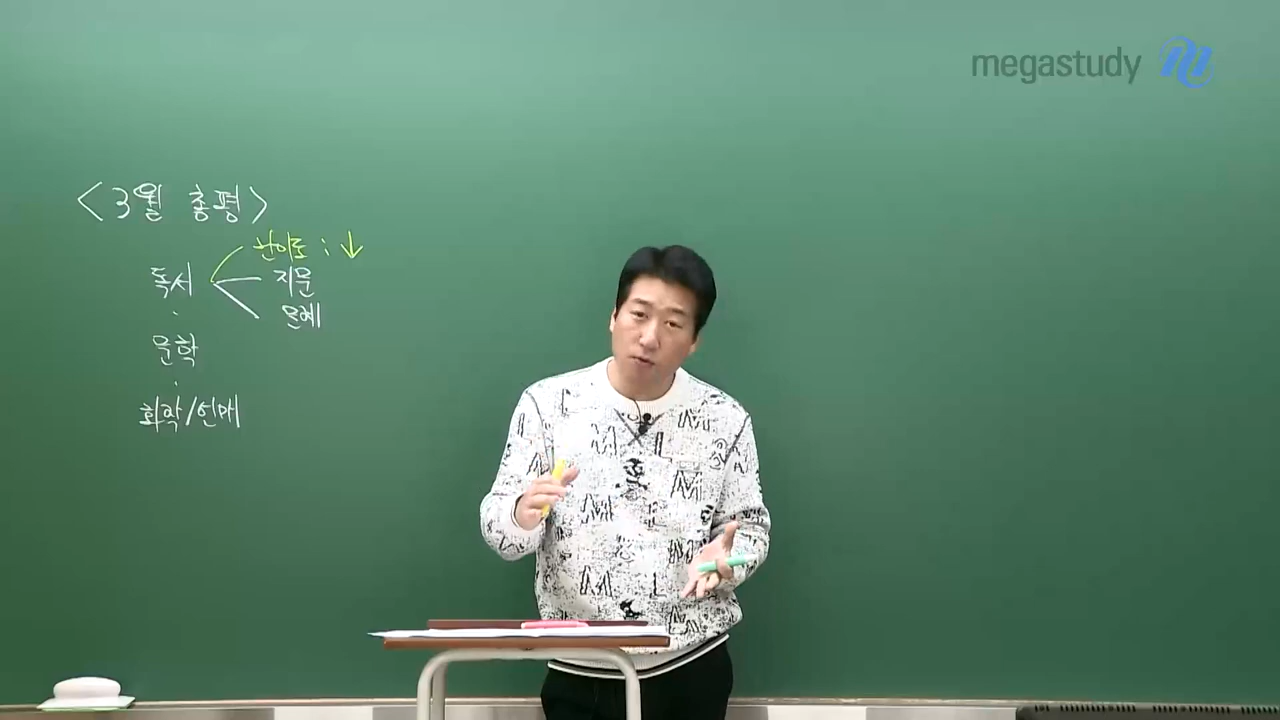 megastudy
<3월 총평>
난이도 : ↓
독서
지문
문제
문학
화작/언매